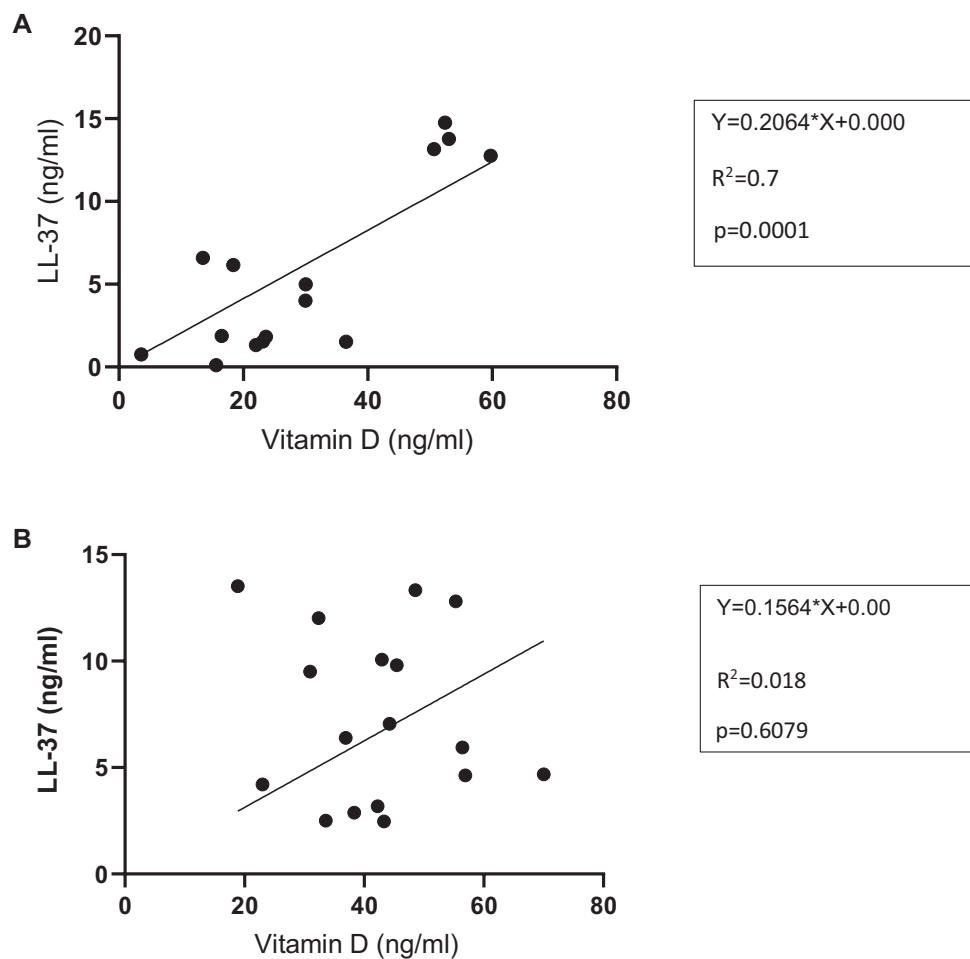 A
20
15
10
5
0
LL-37 (ng/ml)
0 20 40 60 80
Vitamin D (ng/ml)
Y=0.2064*X+0.000
R²=0.7
p=0.0001
B
15
10
5
0
LL-37 (ng/ml)
0 20 40 60 80
Vitamin D (ng/ml)
Y=0.1564*X+0.00
R²=0.018
p=0.6079